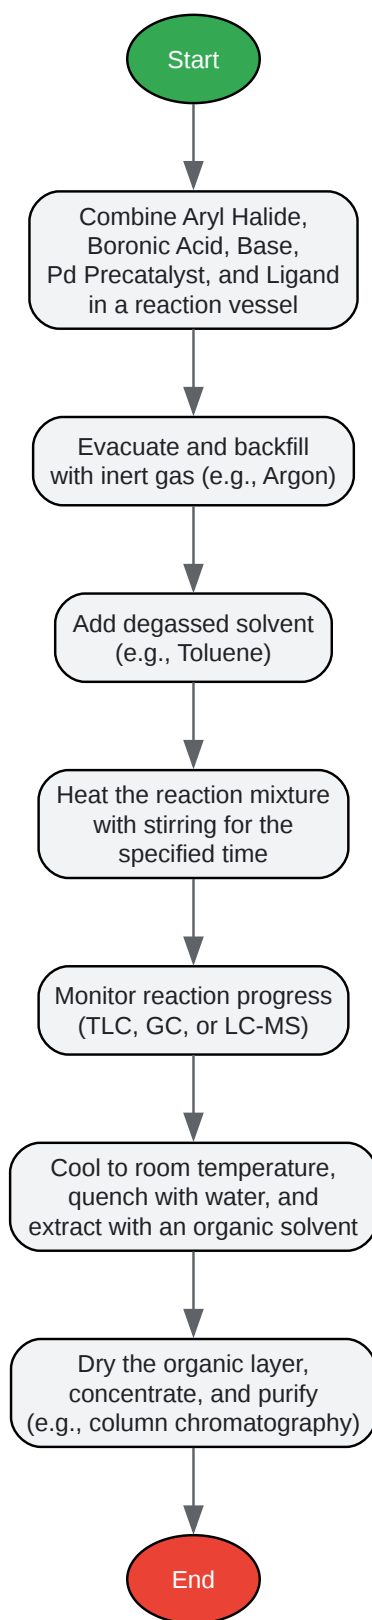 Start
Combine Aryl Halide,
Boronic Acid, Base,
Pd Precatalyst, and Ligand
in a reaction vessel
Evacuate and backfill
with inert gas (e.g., Argon)
Add degassed solvent
(e.g., Toluene)
Heat the reaction mixture
with stirring for the
specified time
Monitor reaction progress
(TLC, GC, or LC-MS)
Cool to room temperature,
quench with water, and
extract with an organic solvent
Dry the organic layer,
concentrate, and purify
(e.g., column chromatography)
End